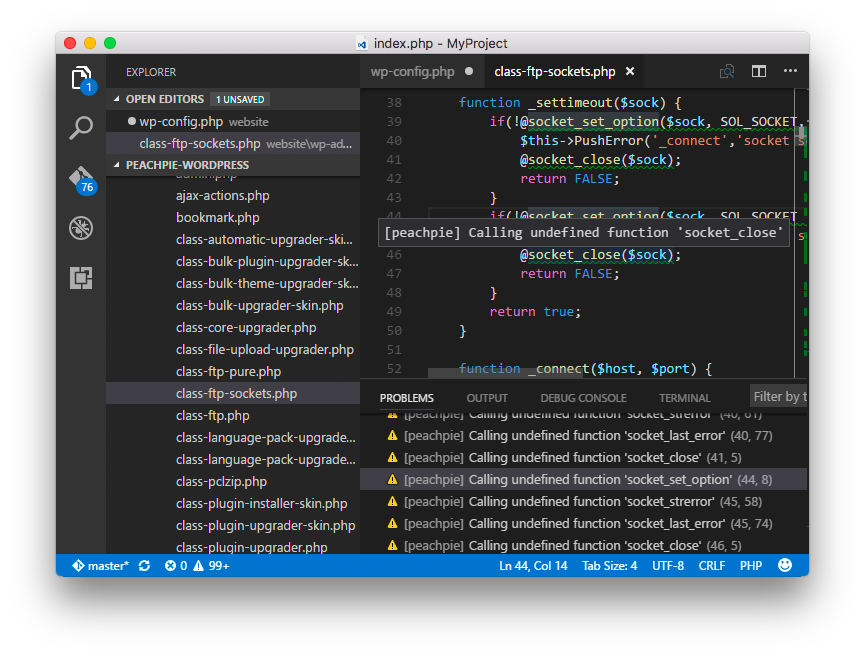 index.php - MyProject
EXPLORER
OPEN EDITORS 1 UNSAVED
wp-config.php website
class-ftp-sockets.php website\wp-ad...
PEACHPIE-WORDPRESS
admin.php
ajax-actions.php
bookmark.php
class-automatic-upgrader-ski...
class-bulk-plugin-upgrader-sk...
class-bulk-theme-upgrader-sk...
class-bulk-upgrader-skin.php
class-core-upgrader.php
class-file-upload-upgrader.php
class-ftp-pure.php
class-ftp-sockets.php
class-ftp.php
class-language-pack-upgrade...
class-language-pack-upgrade...
class-pclzip.php
class-plugin-installer-skin.php
class-plugin-upgrader-skin.php
class-plugin-upgrader.php
1
76
wp-config.php
class-ftp-sockets.php
38 function _settimeout($sock) {
39 if(!@socket_set_option($sock, SOL_SOCKET,
40 $this->PushError('_connect','socket s
41 @socket_close($sock);
42 return FALSE;
43 }
44 if(!@socket_set_option($sock, SOL_SOCKET
[peachpie] Calling undefined function 'socket_close'
s
46 @socket_close($sock);
47 return FALSE;
48 }
49 return true;
50 }
51
52 function _connect($host, $port) {
PROBLEMS OUTPUT DEBUG CONSOLE TERMINAL Filter by t
[peachpie] Calling undefined function 'socket_strerror' (40, 61)
[peachpie] Calling undefined function 'socket_last_error' (40, 77)
[peachpie] Calling undefined function 'socket_close' (41, 5)
[peachpie] Calling undefined function 'socket_set_option' (44, 8)
[peachpie] Calling undefined function 'socket_strerror' (45, 58)
[peachpie] Calling undefined function 'socket_last_error' (45, 74)
[peachpie] Calling undefined function 'socket_close' (46, 5)
master* 0 99+ Ln 44, Col 14 Tab Size: 4 UTF-8 CRLF PHP